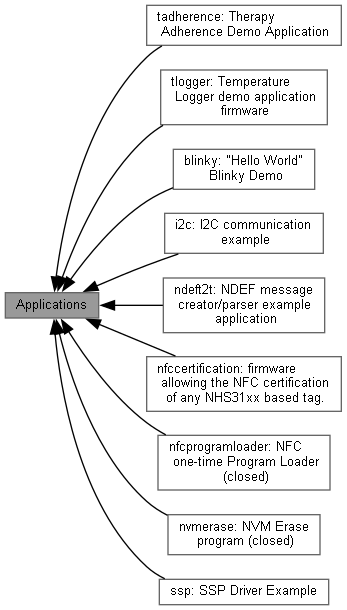 tadherence: Therapy
Adherence Demo Application
tlogger: Temperature
Logger demo application
firmware
blinky: "Hello World"
Blinky Demo
i2c: I2C communication
example
ndeft2t: NDEF message
creator/parser example
application
Applications
nfccertification: firmware
allowing the NFC certification
of any NHS31xx based tag.
nfcprogramloader: NFC
one-time Program Loader
(closed)
nvmerase: NVM Erase
program (closed)
ssp: SSP Driver Example